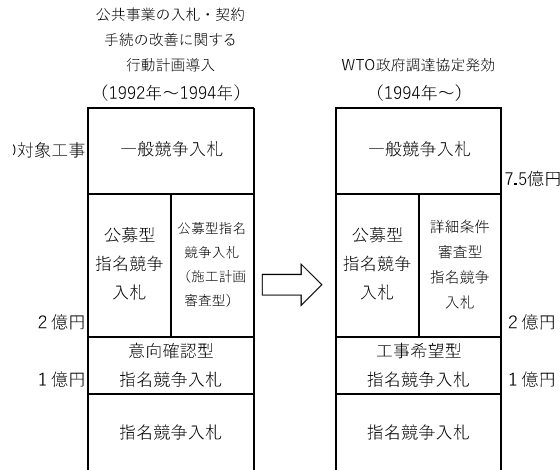 公共事業の入札・契約
手続の改善に関する
行動計画導入
（1992年～1994年）
対象工事
一般競争入札
公募型
指名競争
入札
公募型指名
競争入札
（施工計画
審査型）
2 億円
意向確認型
指名競争入札
1 億円
指名競争入札
WTO政府調達協定発効
（1994年～）
一般競争入札
7.5億円
公募型
指名競争
入札
詳細条件
審査型
指名競争
入札
2 億円
工事希望型
指名競争入札
1 億円
指名競争入札